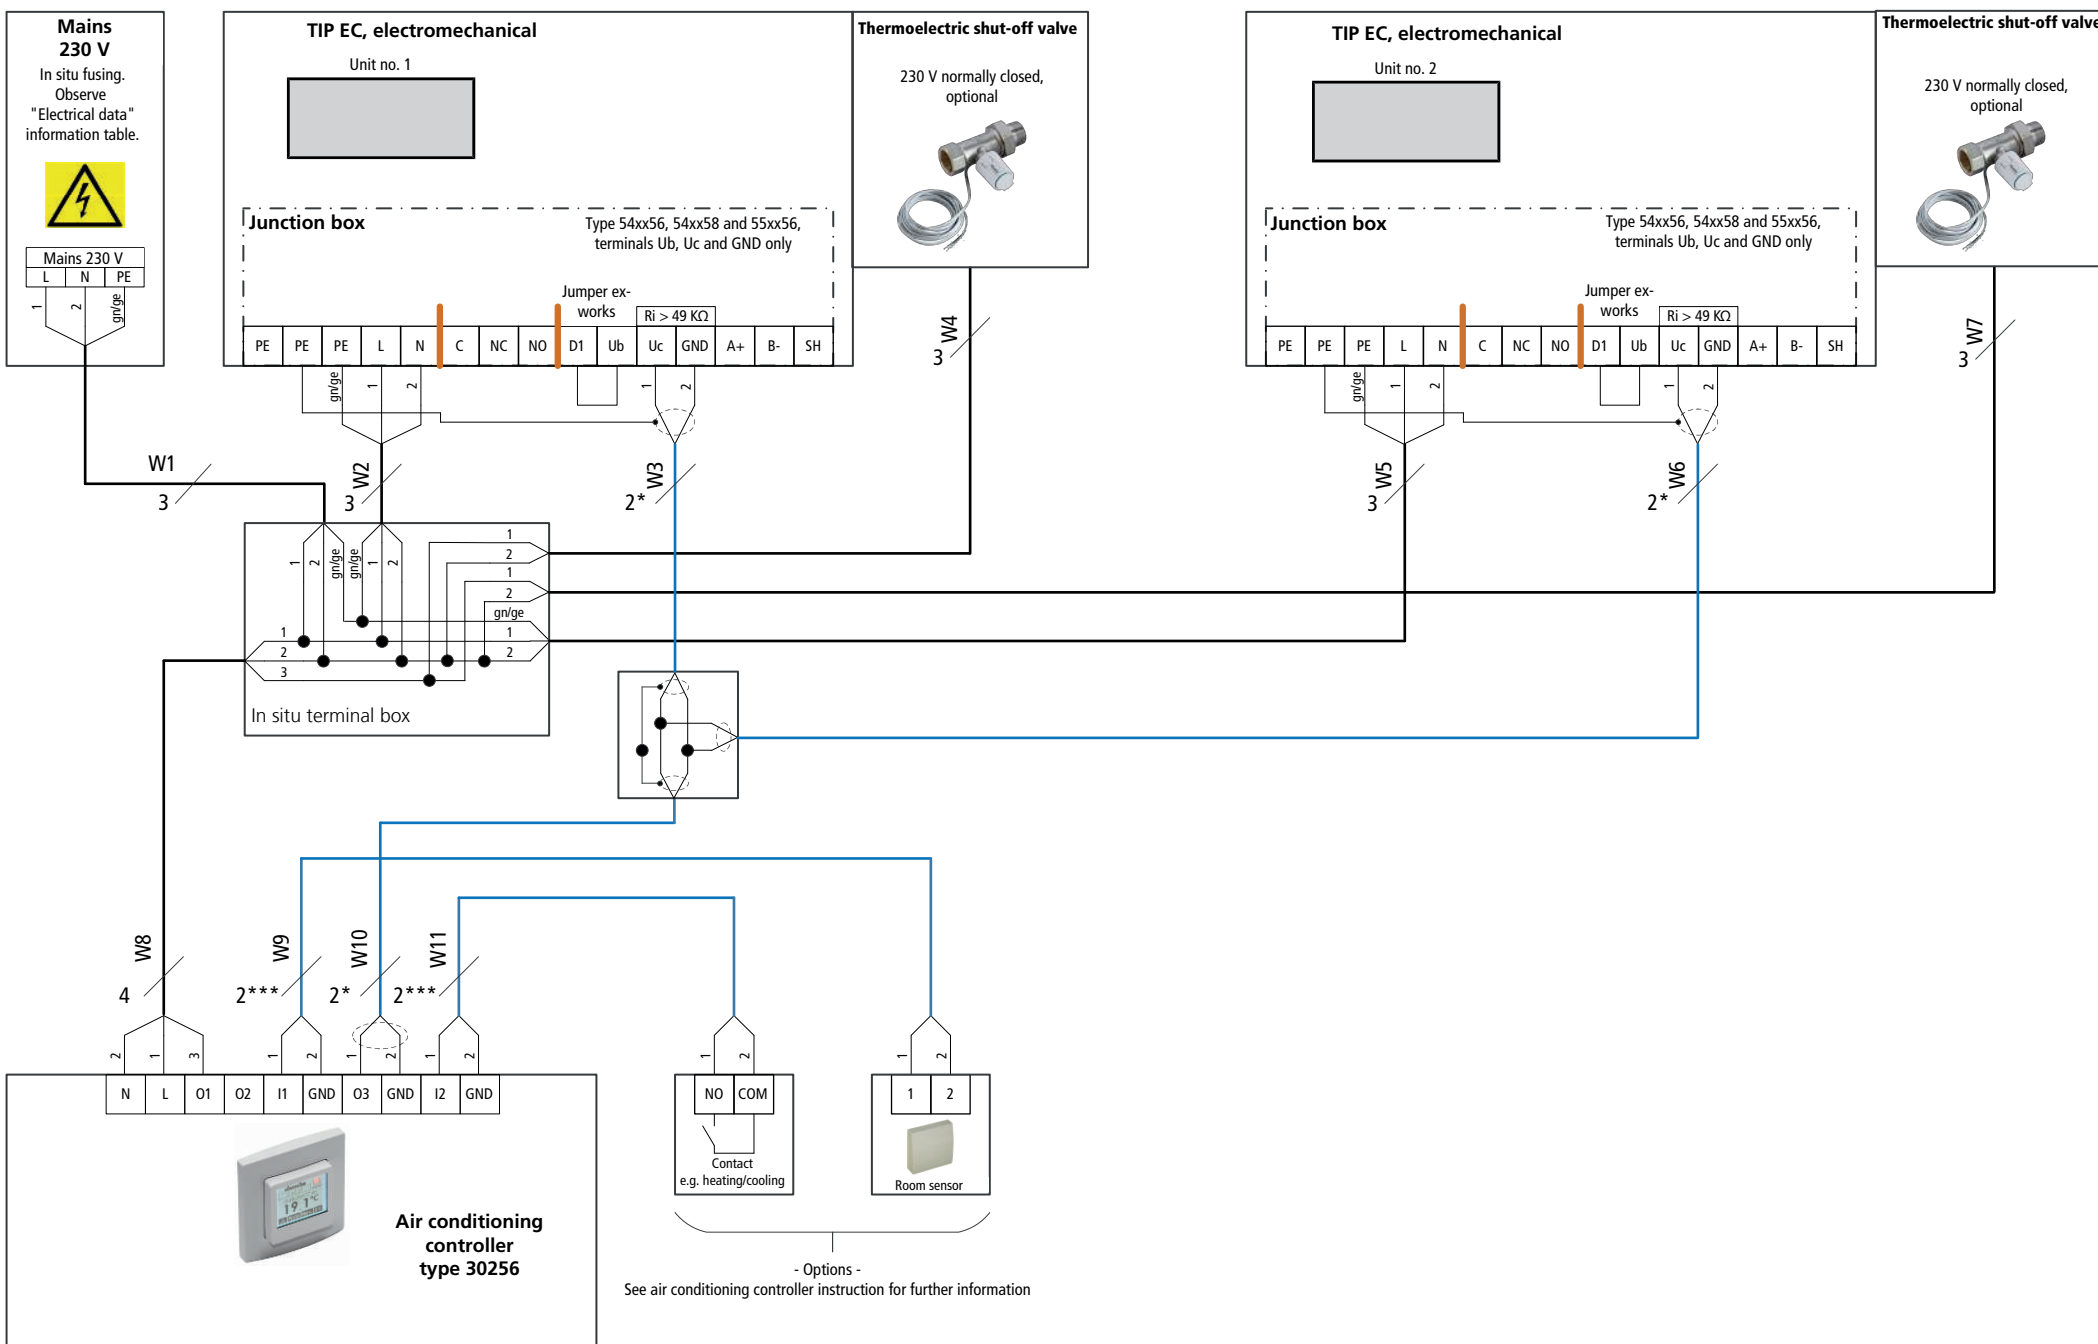 Mains
230 V
In situ fusing.
Observe
"Electrical data"
information table.
Mains 230 V
L N PE
1 2 gn/ge
TIP EC, electromechanical
Unit no. 1
Junction box
Type 54xx56, 54xx58 and 55xx56,
terminals Ub, Uc and GND only
Jumper ex-
works
Ri > 49 KΩ
PE PE PE L N C NC NO D1 Ub Uc GND A+ B- SH
gn/ge 1 2 1 2
Thermoelectric shut-off valve
230 V normally closed,
optional
TIP EC, electromechanical
Unit no. 2
Junction box
Type 54xx56, 54xx58 and 55xx56,
terminals Ub, Uc and GND only
Jumper ex-
works
Ri > 49 KΩ
PE PE PE L N C NC NO D1 Ub Uc GND A+ B- SH
gn/ge 1 2 1 2
Thermoelectric shut-off valve
230 V normally closed,
optional
W4
3
W7
3
W1
3
W2
3
W3
2*
W5
3
W6
2*
1 2 gn/ge gn/ge 1 2
1
2
1
2
gn/ge
1
2
1
2
3
In situ terminal box
W8
4
W9
2***
W10
2*
W11
2***
2 1 3 1 2 1 2 1 2
N L O1 O2 I1 GND O3 GND I2 GND
19 1 °C
Air conditioning
controller
type 30256
1 2
NO COM
Contact
e.g. heating/cooling
1 2
1 2
Room sensor
- Options -
See air conditioning controller instruction for further information